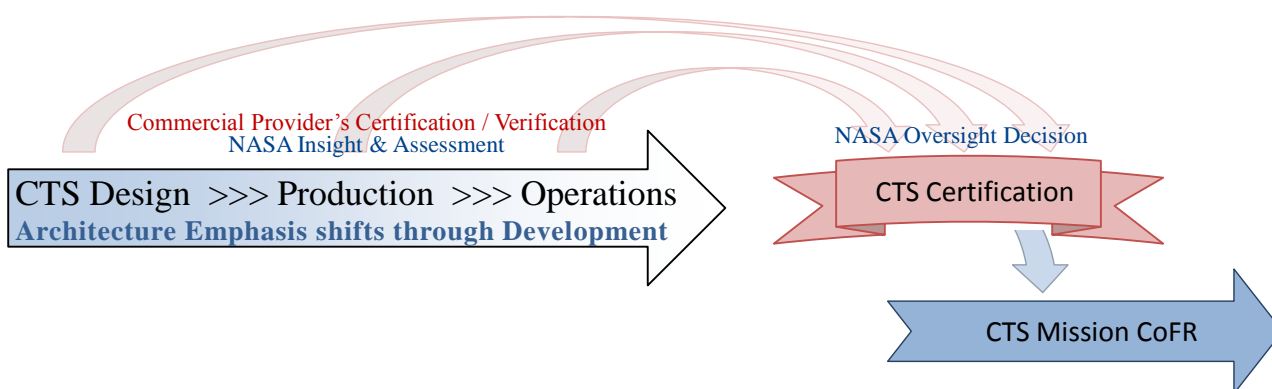 Commercial Provider’s Certification / Verification
NASA Insight & Assessment
NASA Oversight Decision
CTS Design >>> Production >>> Operations
Architecture Emphasis shifts through Development
CTS Certification
CTS Mission CoFR